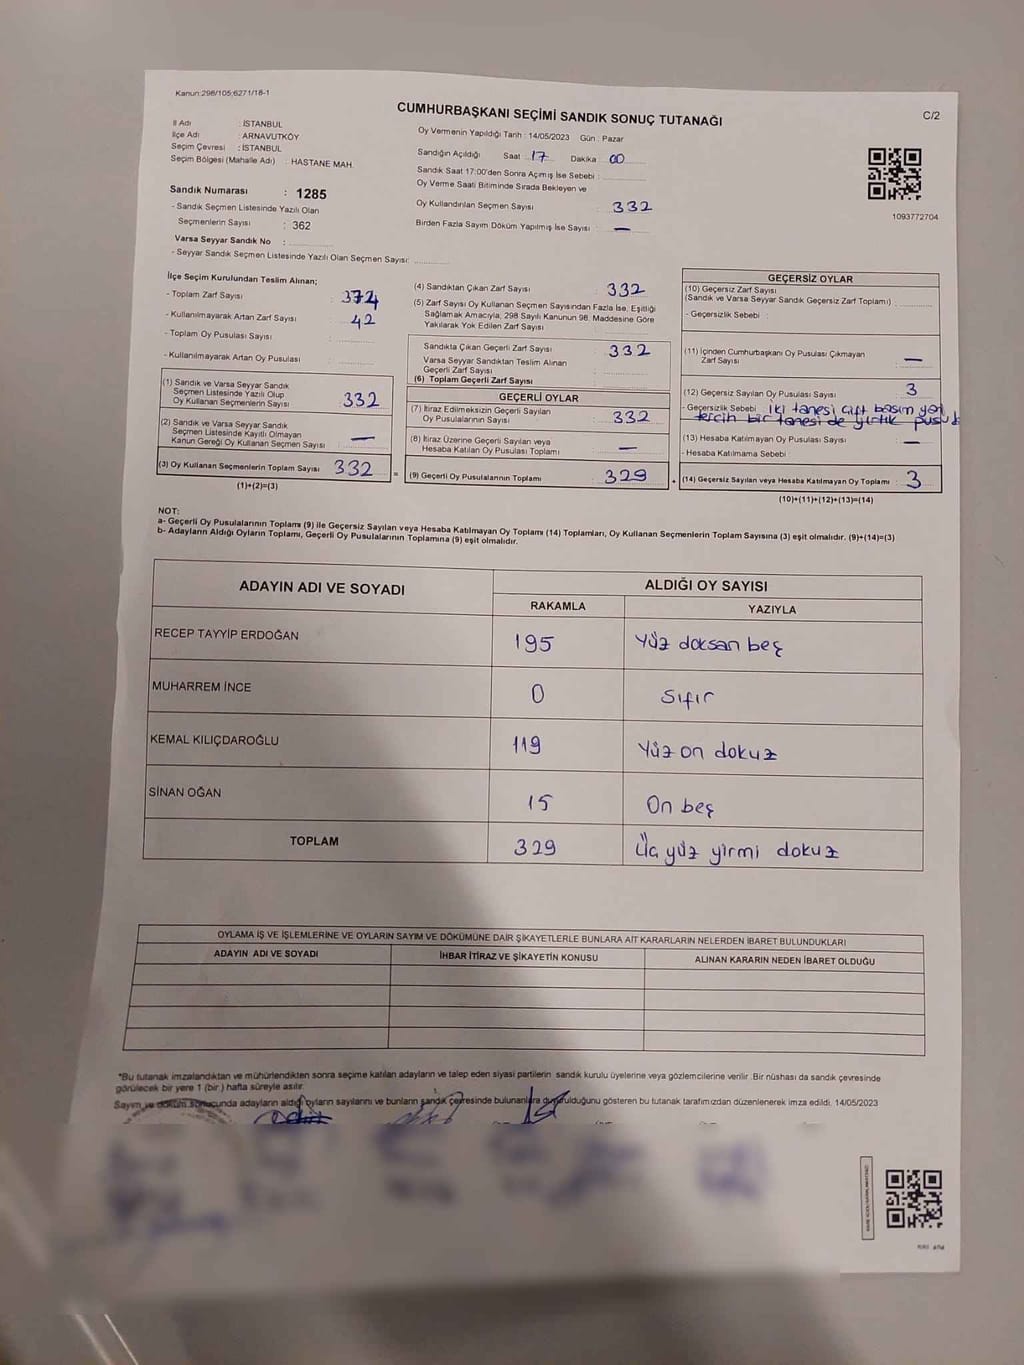 Kanun:298/105;6271/18-1
CUMHURBAŞKANI SEÇİMİ SANDIK SONUÇ TUTANAĞI
C/2
İl Adı : İSTANBUL
İlçe Adı : ARNAVUTKÖY
Seçim Çevresi : İSTANBUL
Seçim Bölgesi (Mahalle Adı) : HASTANE MAH.
Sandık Numarası : 1285
- Sandık Seçmen Listesinde Yazılı Olan
Seçmenlerin Sayısı : 362
Varsa Seyyar Sandık No :
- Seyyar Sandık Seçmen Listesinde Yazılı Olan Seçmen Sayısı:
Oy Vermenin Yapıldığı Tarih : 14/05/2023 Gün : Pazar
Sandığın Açıldığı Saat 17 Dakika 00
Sandık Saat 17:00'den Sonra Açımış İse Sebebi :
Oy Verme Saati Bitiminde Sırada Bekleyen ve
Oy Kullandırılan Seçmen Sayısı : 332
Birden Fazla Sayım Döküm Yapılmış İse Sayısı : —
1093772704
İlçe Seçim Kurulundan Teslim Alınan;
- Toplam Zarf Sayısı : 374
- Kullanılmayarak Artan Zarf Sayısı : 42
- Toplam Oy Pusulası Sayısı :
- Kullanılmayarak Artan Oy Pusulası :
(1) Sandık ve Varsa Seyyar Sandık
Seçmen Listesinde Yazılı Olup
Oy Kullanan Seçmenlerin Sayısı : 332
(2) Sandık ve Varsa Seyyar Sandık
Seçmen Listesinde Kayıtlı Olmayan
Kanun Gereği Oy Kullanan Seçmen Sayısı : —
(3) Oy Kullanan Seçmenlerin Toplam Sayısı : 332
(1)+(2)=(3)
(4) Sandıktan Çıkan Zarf Sayısı : 332
(5) Zarf Sayısı Oy Kullanan Seçmen Sayısından Fazla İse, Eşitliği
Sağlamak Amacıyla, 298 Sayılı Kanunun 98. Maddesine Göre
Yakılarak Yok Edilen Zarf Sayısı
Sandıkta Çıkan Geçerli Zarf Sayısı : 332
Varsa Seyyar Sandıktan Teslim Alınan
Geçerli Zarf Sayısı :
(6) Toplam Geçerli Zarf Sayısı :
GEÇERLİ OYLAR
(7) İtiraz Edilmeksizin Geçerli Sayılan
Oy Pusulalarının Sayısı : 332
(8) İtiraz Üzerine Geçerli Sayılan veya
Hesaba Katılan Oy Pusulası Toplamı : —
= (9) Geçerli Oy Pusulalarının Toplamı : 329
GEÇERSİZ OYLAR
(10) Geçersiz Zarf Sayısı
(Sandık ve Varsa Seyyar Sandık Geçersiz Zarf Toplamı) :
- Geçersizlik Sebebi :
(11) İçinden Cumhurbaşkanı Oy Pusulası Çıkmayan
Zarf Sayısı : —
(12) Geçersiz Sayılan Oy Pusulası Sayısı : 3
- Geçersizlik Sebebi : İki tanesi çift basım yeri
tercih bir tanesi de yırtık pusula
(13) Hesaba Katılmayan Oy Pusulası Sayısı : —
- Hesaba Katılmama Sebebi :
+ (14) Geçersiz Sayılan veya Hesaba Katılmayan Oy Toplamı : 3
(10)+(11)+(12)+(13)=(14)
NOT:
a- Geçerli Oy Pusulalarının Toplamı (9) ile Geçersiz Sayılan veya Hesaba Katılmayan Oy Toplamı (14) Toplamları, Oy Kullanan Seçmenlerin Toplam Sayısına (3) eşit olmalıdır. (9)+(14)=(3)
b- Adayların Aldığı Oyların Toplamı, Geçerli Oy Pusulalarının Toplamına (9) eşit olmalıdır.
ADAYIN ADI VE SOYADI ALDIĞI OY SAYISI
RAKAMLA YAZIYLA
RECEP TAYYİP ERDOĞAN 195 Yüz doksan beş
MUHARREM İNCE 0 Sıfır
KEMAL KILIÇDAROĞLU 119 Yüz on dokuz
SİNAN OĞAN 15 On beş
TOPLAM 329 Üç yüz yirmi dokuz
OYLAMA İŞ VE İŞLEMLERİNE VE OYLARIN SAYIM VE DÖKÜMÜNE DAİR ŞİKAYETLERLE BUNLARA AİT KARARLARIN NELERDEN İBARET BULUNDUKLARI
ADAYIN ADI VE SOYADI İHBAR İTİRAZ VE ŞİKAYETİN KONUSU ALINAN KARARIN NEDEN İBARET OLDUĞU
*Bu tutanak imzalandıktan ve mühürlendikten sonra seçime katılan adayların ve talep eden siyasi partilerin sandık kurulu üyelerine veya gözlemcilerine verilir .Bir nüshası da sandık çevresinde
görülecek bir yere 1 (bir ) hafta süreyle asılır.
Sayım ve döküm sonucunda adayların aldığı oyların sayılarını ve bunların sandık çevresinde bulunanlara duyurulduğunu gösteren bu tutanak tarafımızdan düzenlenerek imza edildi. 14/05/2023